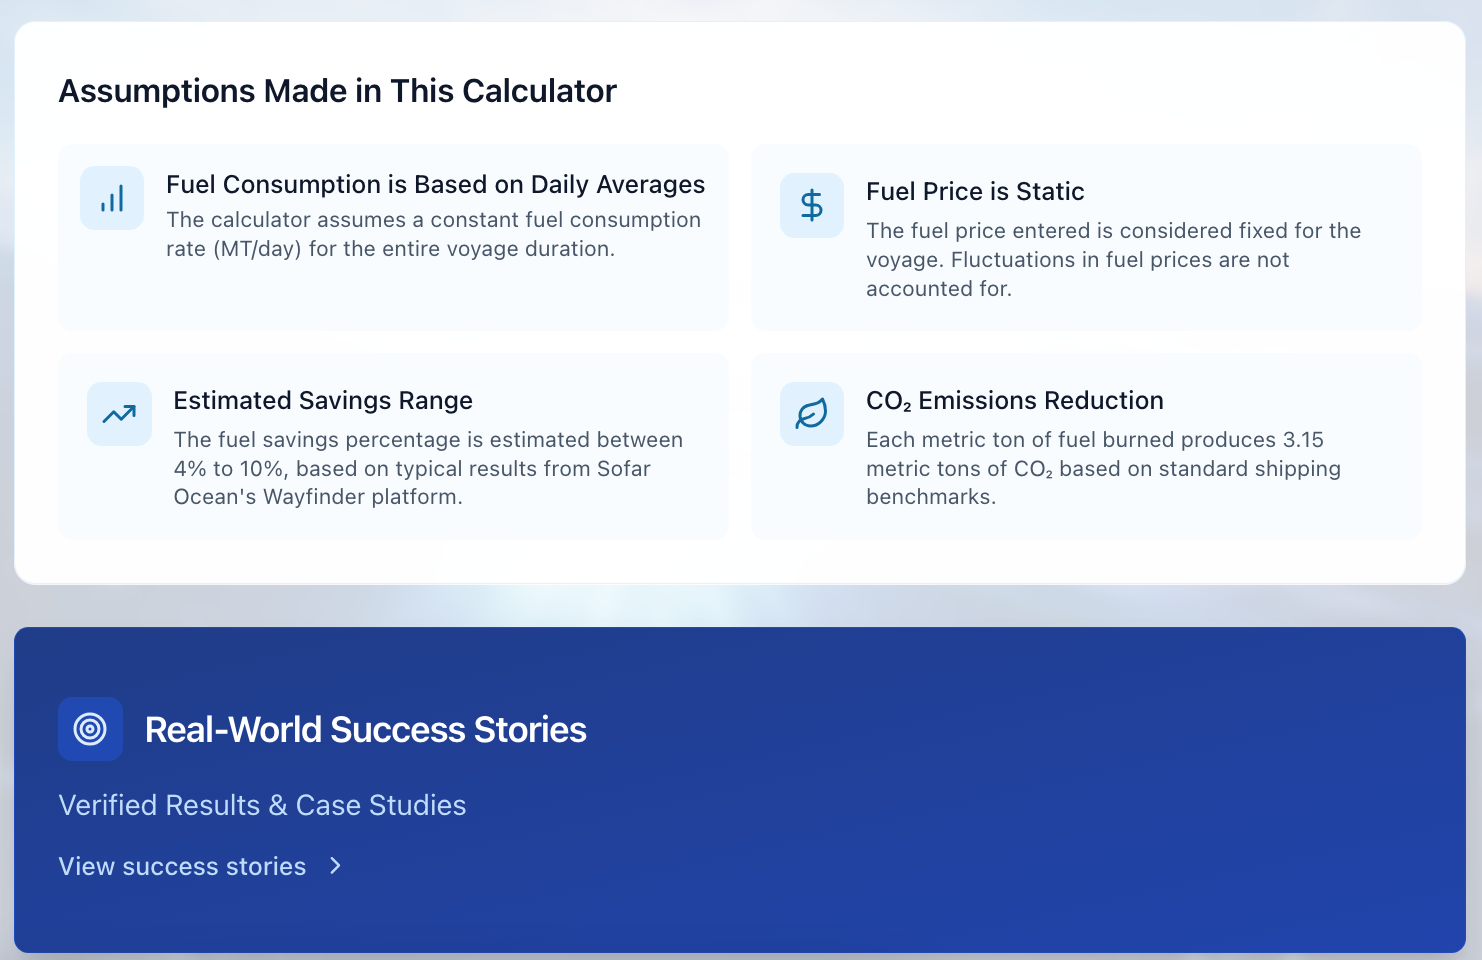 Assumptions Made in This Calculator
Fuel Consumption is Based on Daily Averages
The calculator assumes a constant fuel consumption
rate (MT/day) for the entire voyage duration.
Fuel Price is Static
The fuel price entered is considered fixed for the
voyage. Fluctuations in fuel prices are not
accounted for.
Estimated Savings Range
The fuel savings percentage is estimated between
4% to 10%, based on typical results from Sofar
Ocean's Wayfinder platform.
CO₂ Emissions Reduction
Each metric ton of fuel burned produces 3.15
metric tons of CO₂ based on standard shipping
benchmarks.
Real-World Success Stories
Verified Results & Case Studies
View success stories